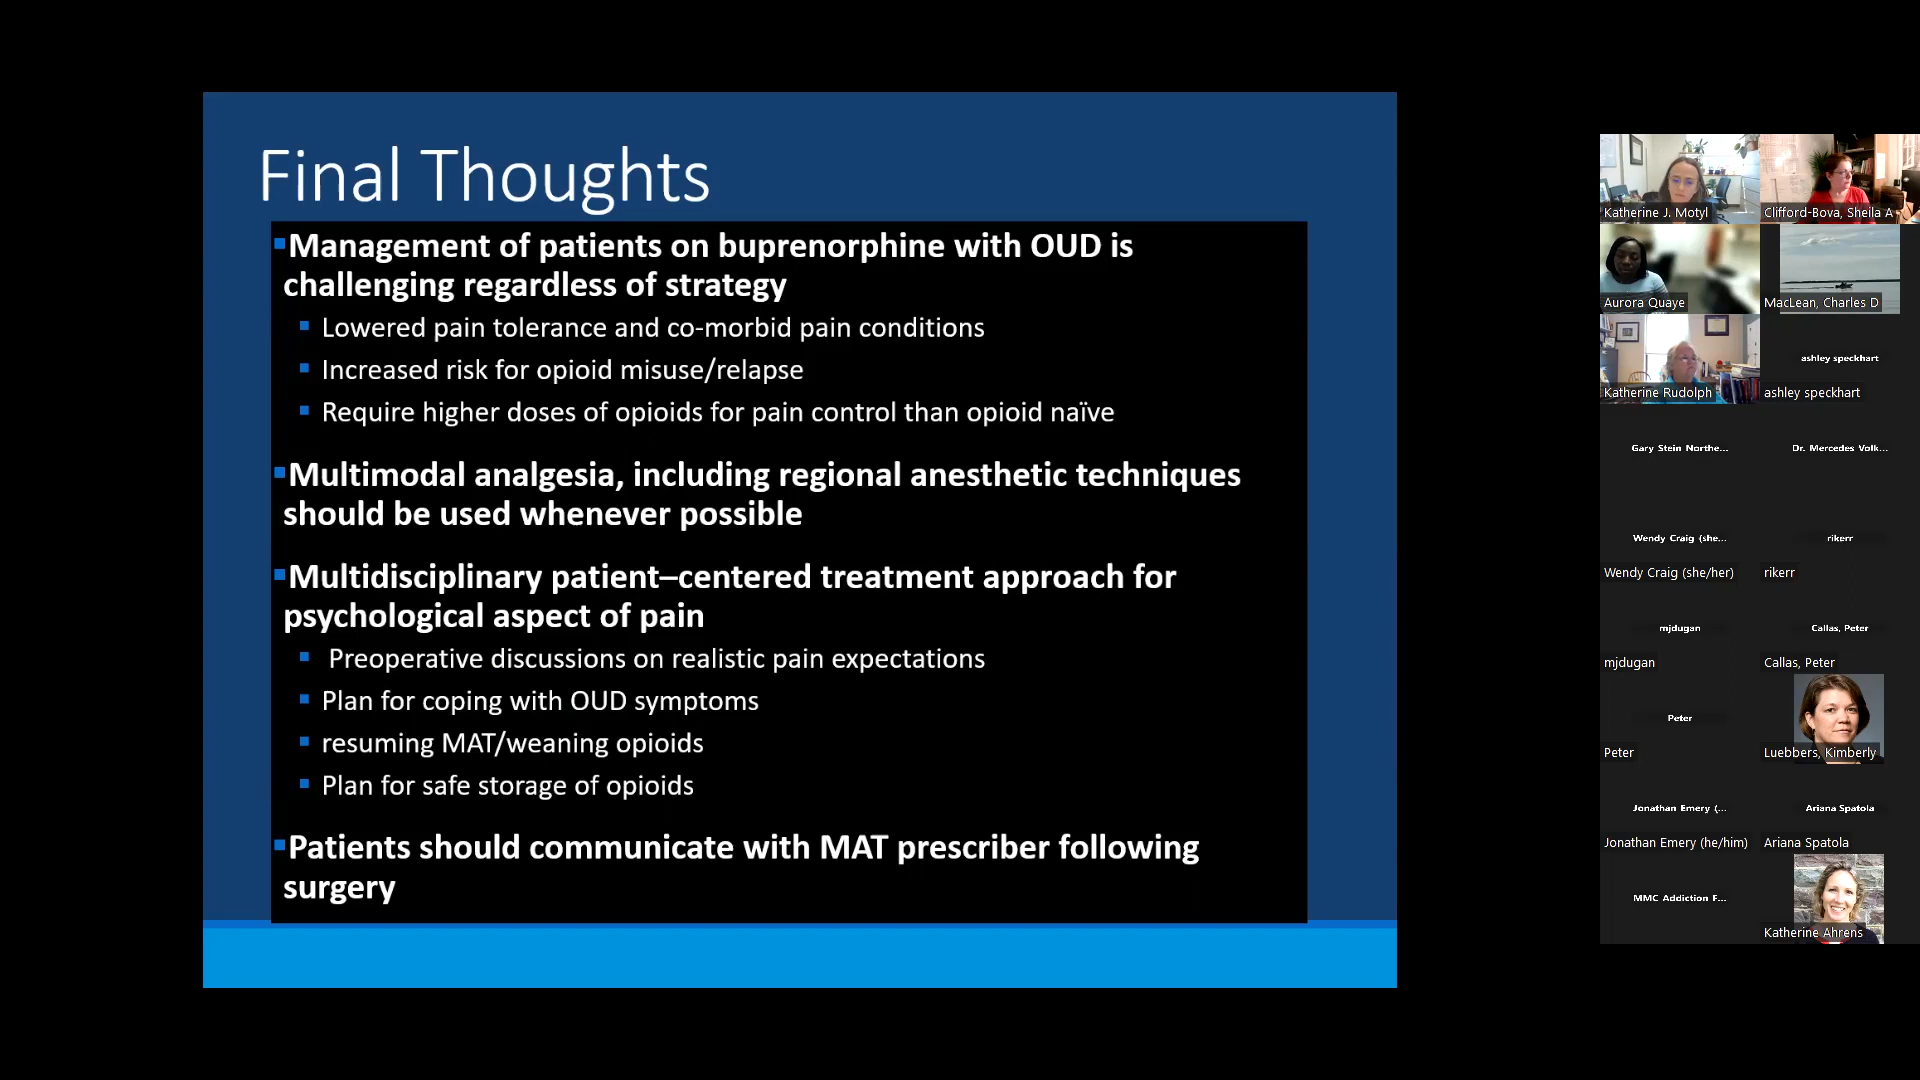 Final Thoughts
Management of patients on buprenorphine with OUD is
challenging regardless of strategy
Lowered pain tolerance and co-morbid pain conditions
Increased risk for opioid misuse/relapse
Require higher doses of opioids for pain control than opioid naïve
Multimodal analgesia, including regional anesthetic techniques
should be used whenever possible
Multidisciplinary patient–centered treatment approach for
psychological aspect of pain
Preoperative discussions on realistic pain expectations
Plan for coping with OUD symptoms
resuming MAT/weaning opioids
Plan for safe storage of opioids
Patients should communicate with MAT prescriber following
surgery
Katherine J. Motyl
Clifford-Bova, Sheila A
Aurora Quaye
MacLean, Charles D
ashley speckhart
Katherine Rudolph
ashley speckhart
Gary Stein Northe...
Dr. Mercedes Volk...
Wendy Craig (she...
rikerr
Wendy Craig (she/her)
rikerr
mjdugan
Callas, Peter
mjdugan
Callas, Peter
Peter
Peter
Luebbers, Kimberly
Jonathan Emery (...
Ariana Spatola
Jonathan Emery (he/him)
Ariana Spatola
MMC Addiction F...
Katherine Ahrens